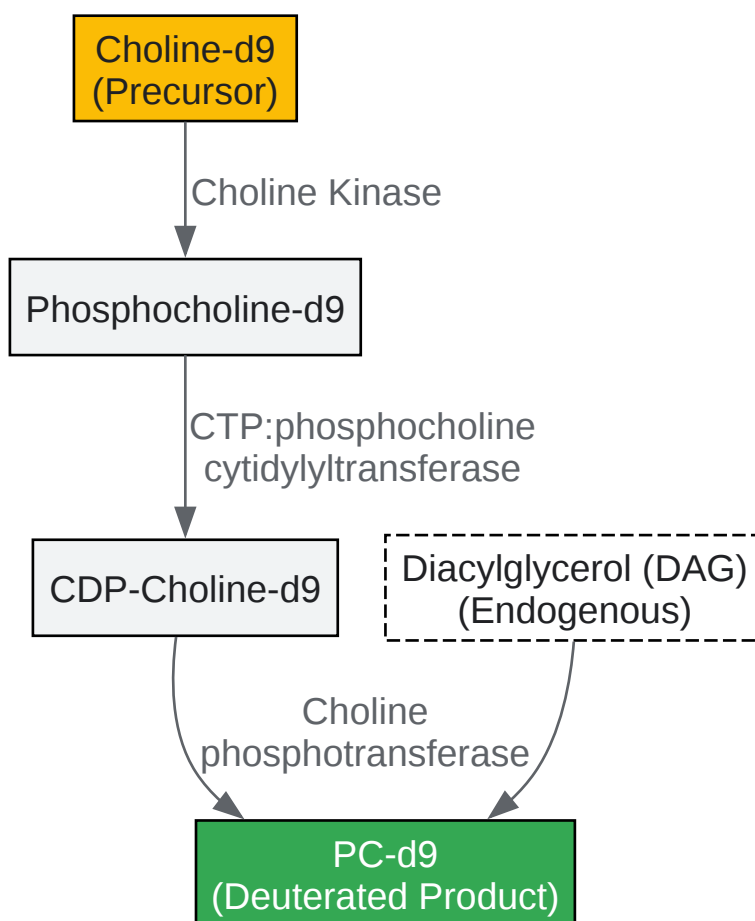 Choline-d9
(Precursor)
Choline Kinase
Phosphocholine-d9
CTP:phosphocholine
cytidylyltransferase
CDP-Choline-d9
Diacylglycerol (DAG)
(Endogenous)
Choline
phosphotransferase
PC-d9
(Deuterated Product)